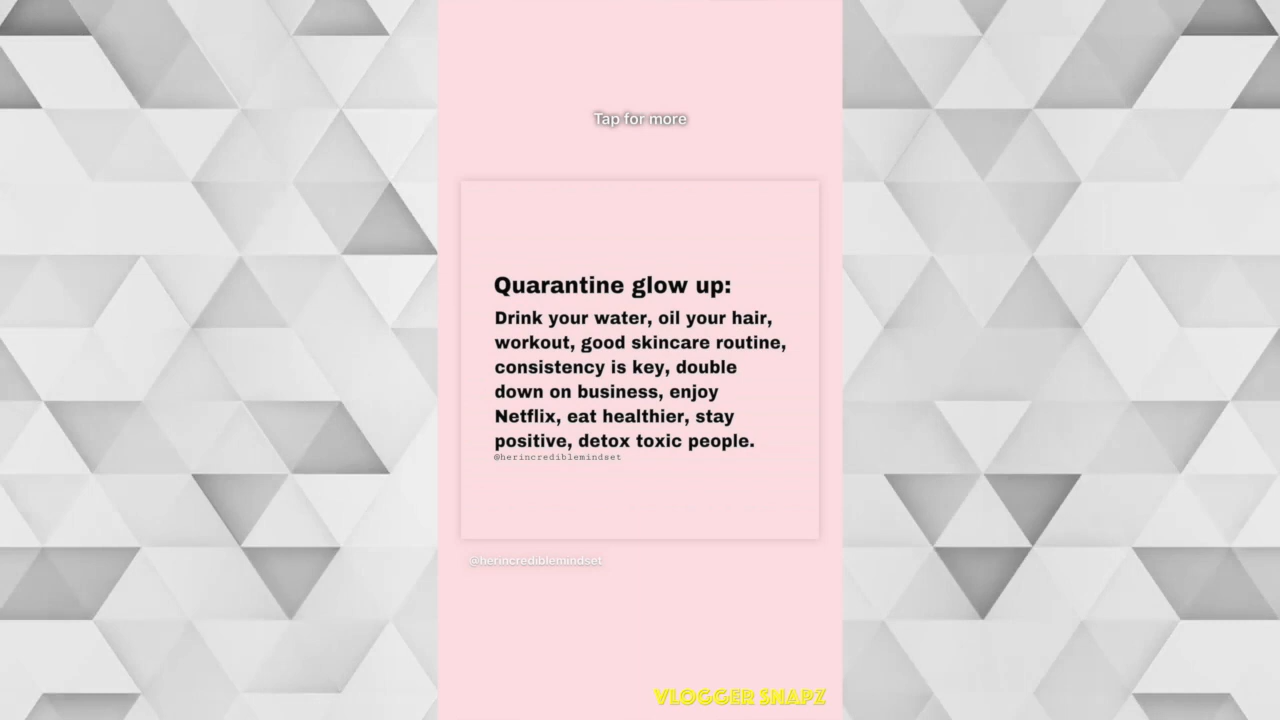 Tap for more
Quarantine glow up:
Drink your water, oil your hair,
workout, good skincare routine,
consistency is key, double
down on business, enjoy
Netflix, eat healthier, stay
positive, detox toxic people.
@herincrediblemindset
@herincrediblemindset
VLOGGER SNAPZ